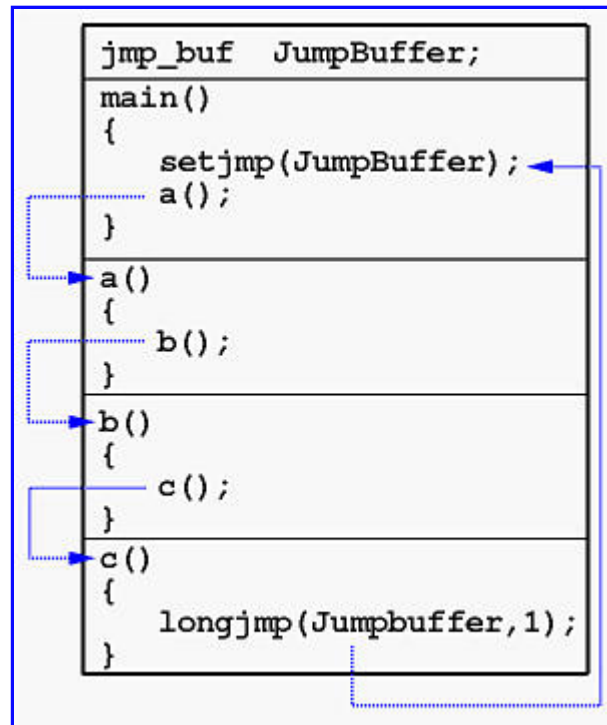 jmp_buf JumpBuffer;
main()
{
setjmp(JumpBuffer);
a();
}
a()
{
b();
}
b()
{
c();
}
c()
{
longjmp(Jumpbuffer,1);
}